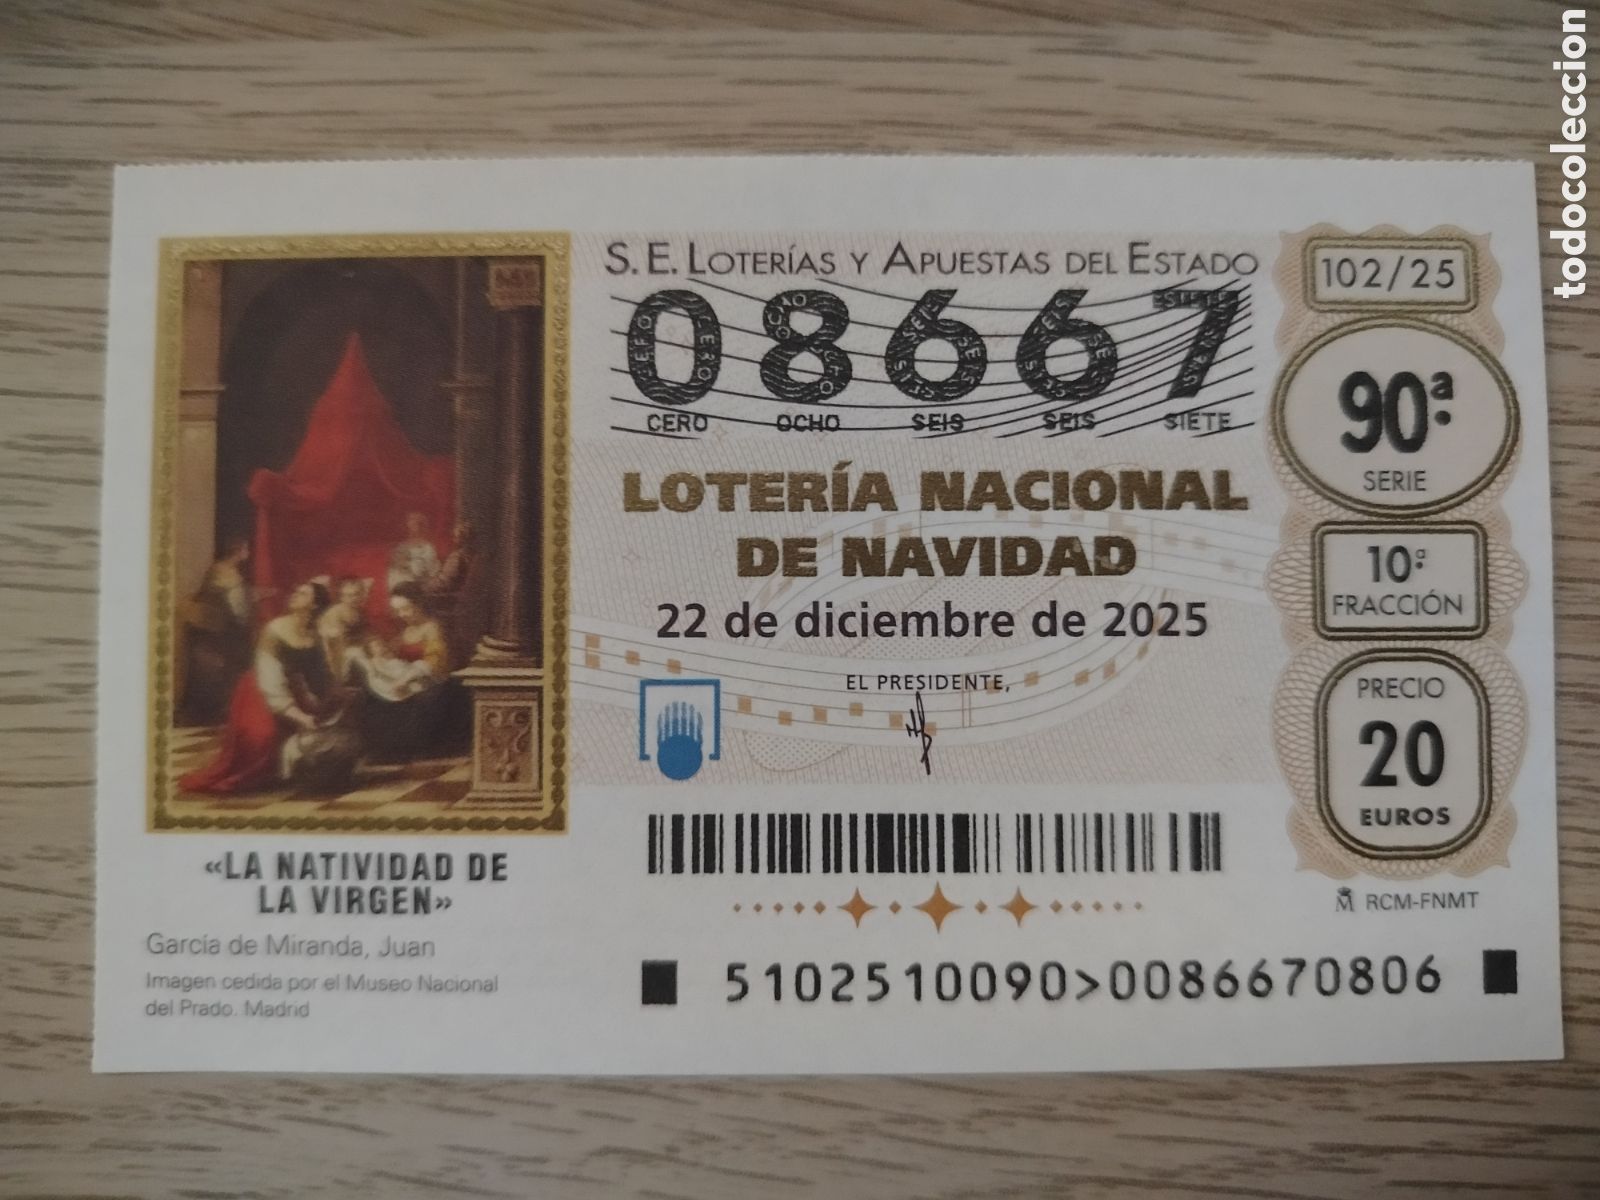 todocoleccion
S. E. LOTERÍAS Y APUESTAS DEL ESTADO
08667
CERO OCHO SEIS SEIS SIETE
LOTERÍA NACIONAL
DE NAVIDAD
22 de diciembre de 2025
EL PRESIDENTE,
102/25
90ª
SERIE
10ª
FRACCIÓN
PRECIO
20
EUROS
RCM-FNMT
5102510090>0086670806
«LA NATIVIDAD DE
LA VIRGEN»
García de Miranda, Juan
Imagen cedida por el Museo Nacional
del Prado. Madrid